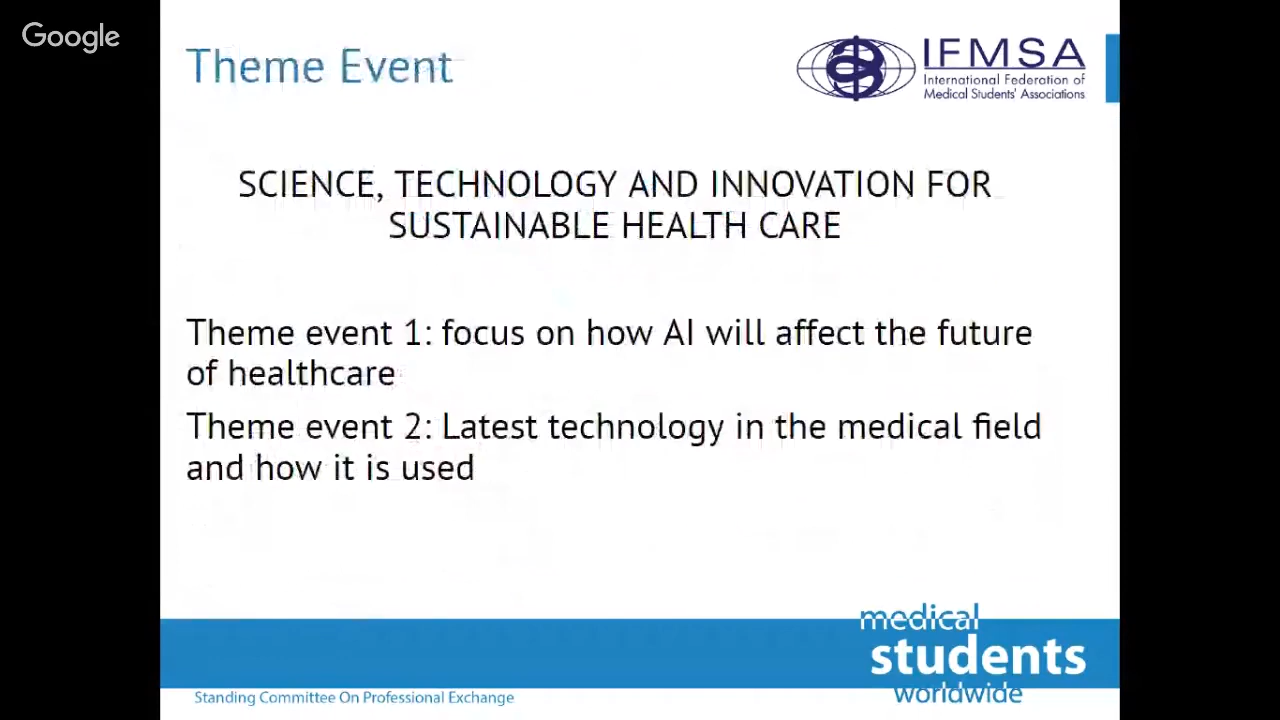 Google
Theme Event
IFMSA
International Federation of
Medical Students' Associations
SCIENCE, TECHNOLOGY AND INNOVATION FOR
SUSTAINABLE HEALTH CARE
Theme event 1: focus on how AI will affect the future
of healthcare
Theme event 2: Latest technology in the medical field
and how it is used
medical
students
worldwide
Standing Committee On Professional Exchange